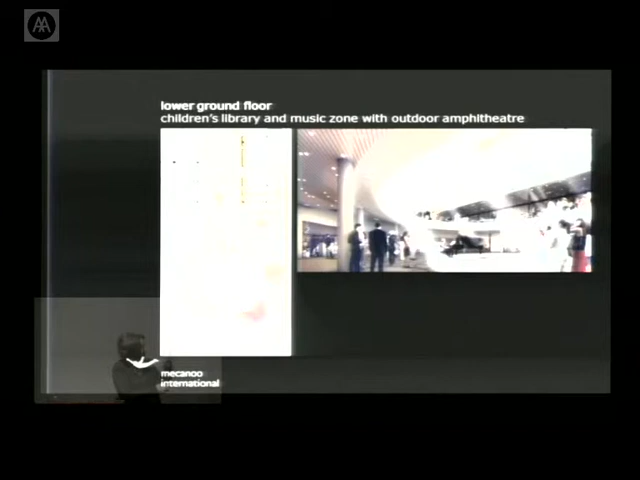 AA
lower ground floor
children's library and music zone with outdoor amphitheatre
mecanoo
international